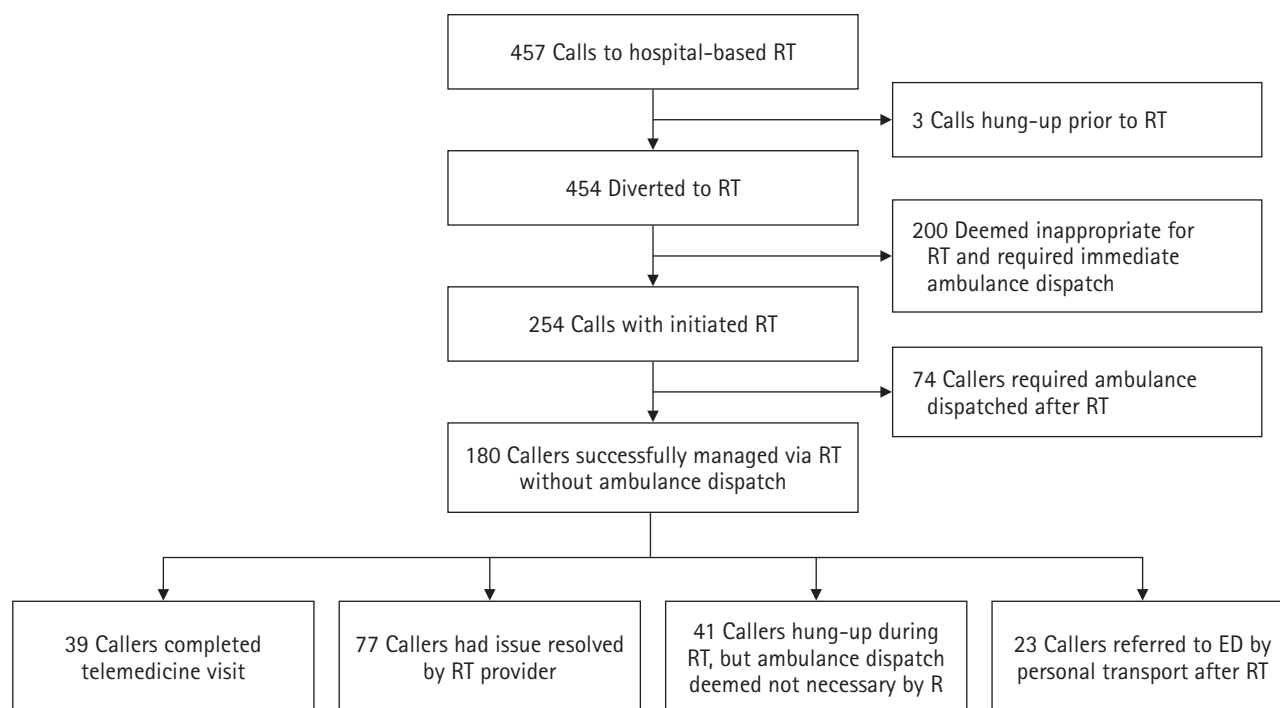 457 Calls to hospital-based RT
3 Calls hung-up prior to RT
454 Diverted to RT
200 Deemed inappropriate for
RT and required immediate
ambulance dispatch
254 Calls with initiated RT
74 Callers required ambulance
dispatched after RT
180 Callers successfully managed via RT
without ambulance dispatch
39 Callers completed
telemedicine visit
77 Callers had issue resolved
by RT provider
41 Callers hung-up during
RT, but ambulance dispatch
deemed not necessary by R
23 Callers referred to ED by
personal transport after RT